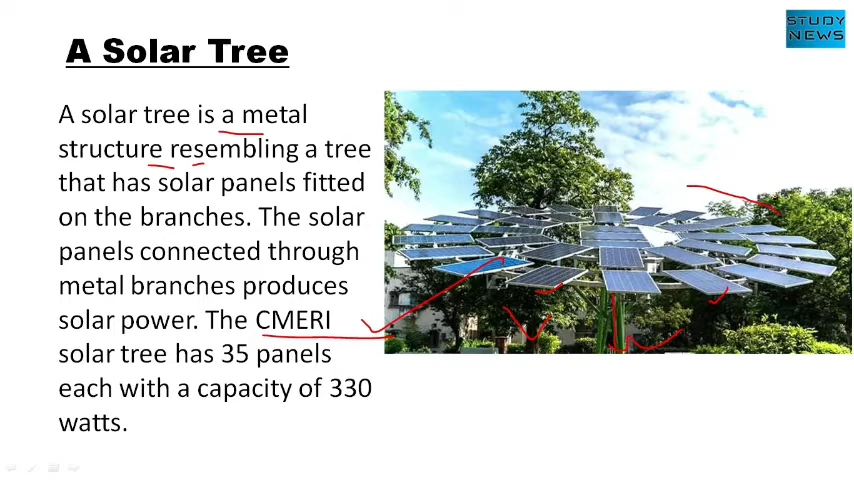 A Solar Tree
STUDY
NEWS
A solar tree is a metal
structure resembling a tree
that has solar panels fitted
on the branches. The solar
panels connected through
metal branches produces
solar power. The CMERI
solar tree has 35 panels
each with a capacity of 330
watts.